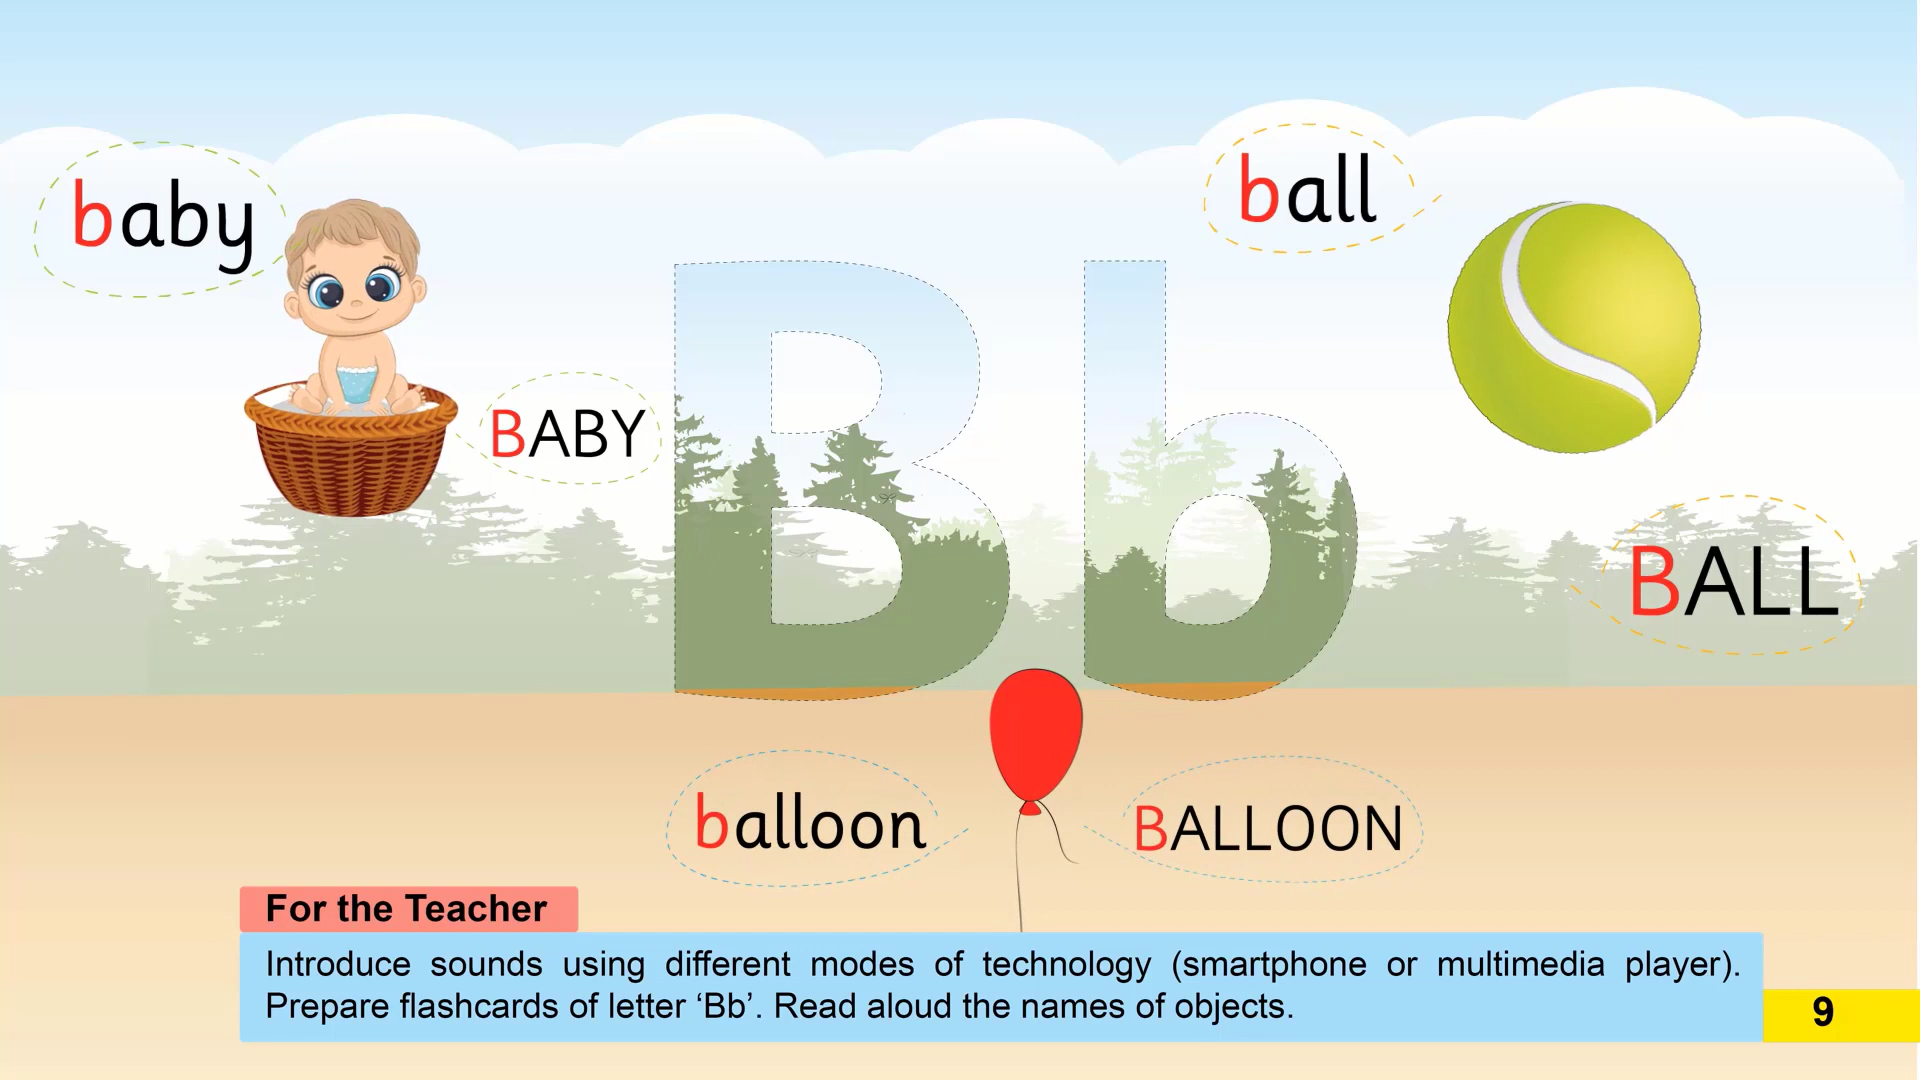 baby
ball
BABY
Bb
BALL
balloon
BALLOON
For the Teacher
Introduce sounds using different modes of technology (smartphone or multimedia player).
Prepare flashcards of letter ‘Bb’. Read aloud the names of objects.
9